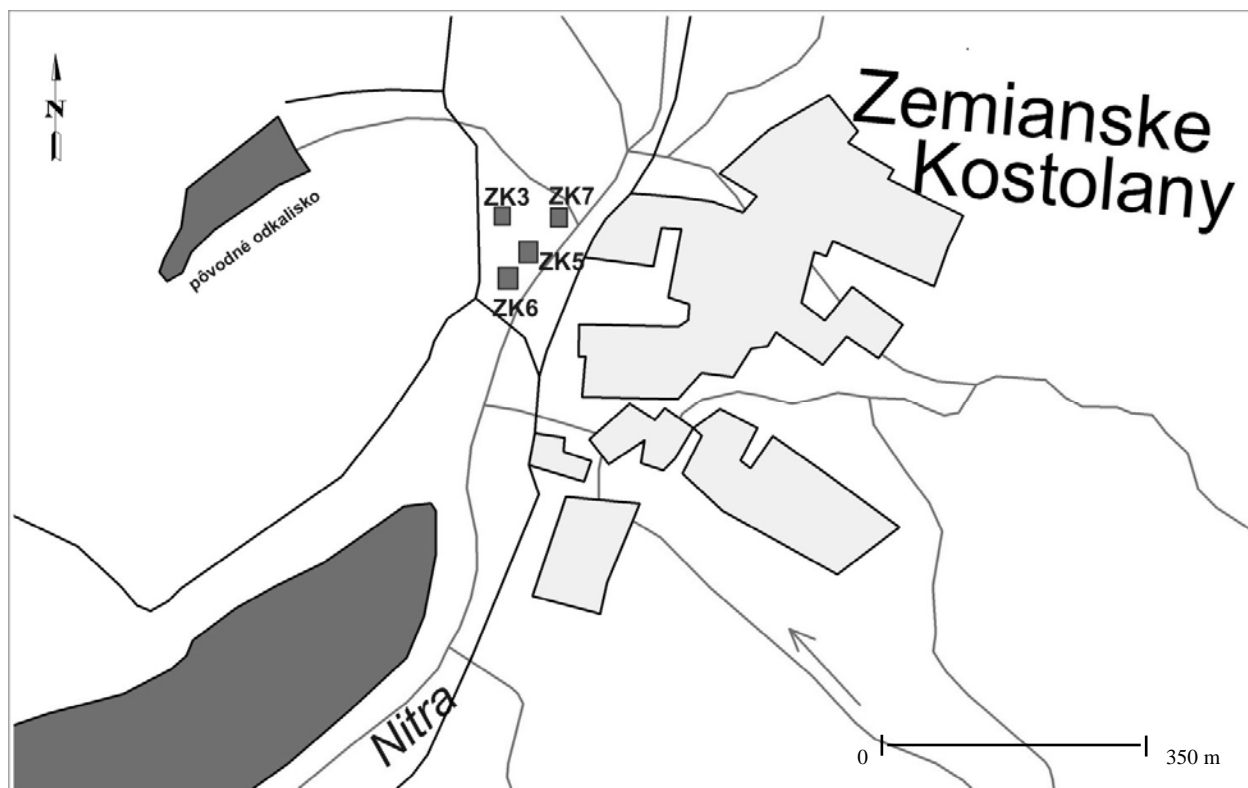 N
Zemianske
Kostolany
ZK3
ZK7
pôvodné odkalisko
ZK5
ZK6
Nitra
0
350 m